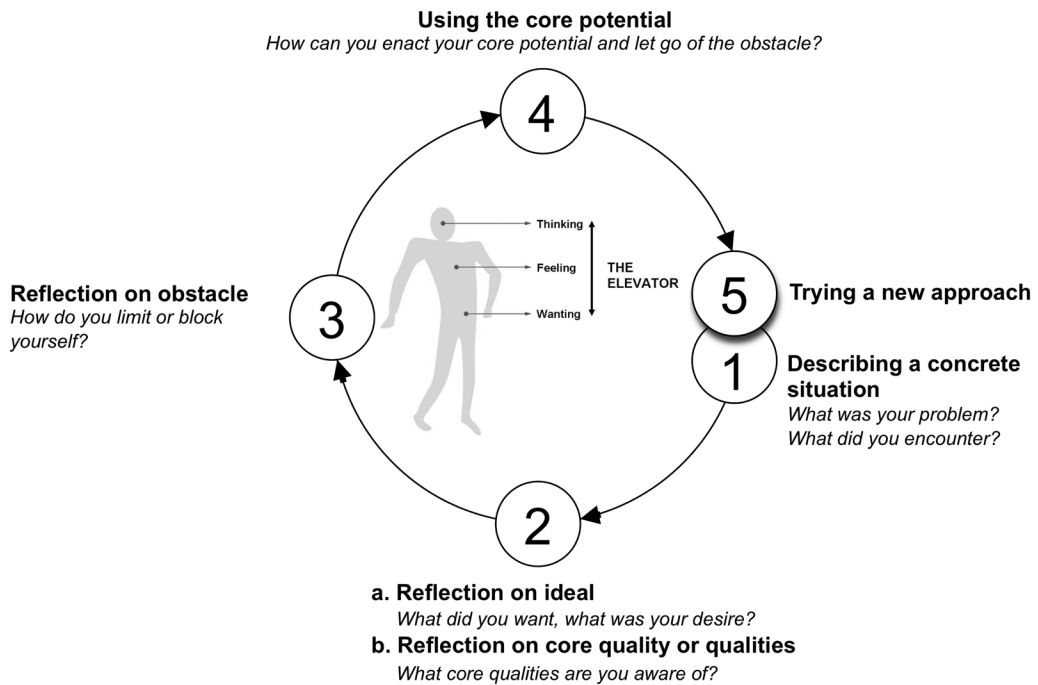 Using the core potential
How can you enact your core potential and let go of the obstacle?
4
Thinking
Feeling
Wanting
THE
ELEVATOR
Reflection on obstacle
How do you limit or block
yourself?
3
5
Trying a new approach
1
Describing a concrete
situation
What was your problem?
What did you encounter?
2
a. Reflection on ideal
What did you want, what was your desire?
b. Reflection on core quality or qualities
What core qualities are you aware of?